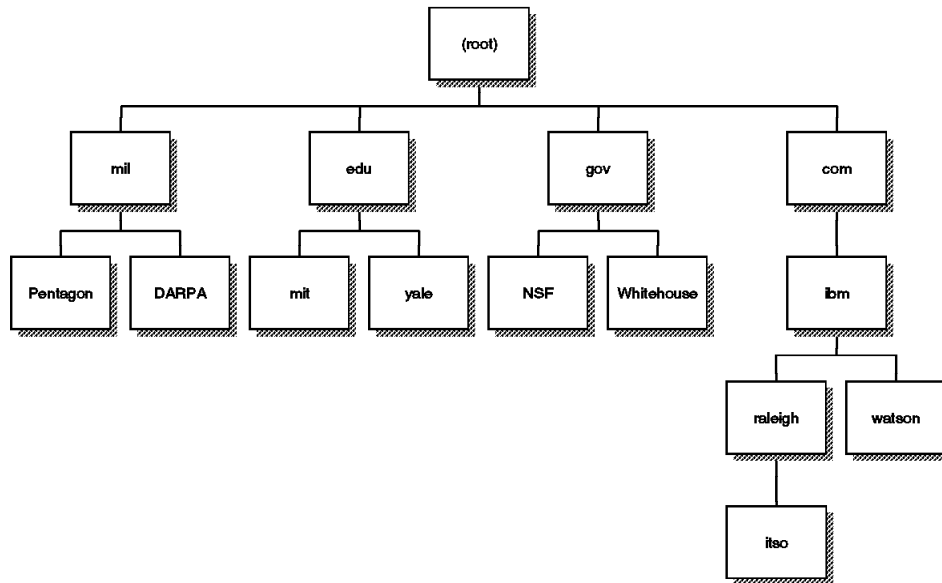 (root)
mil
edu
gov
com
Pentagon
DARPA
mit
yale
NSF
Whitehouse
ibm
raleigh
watson
itso